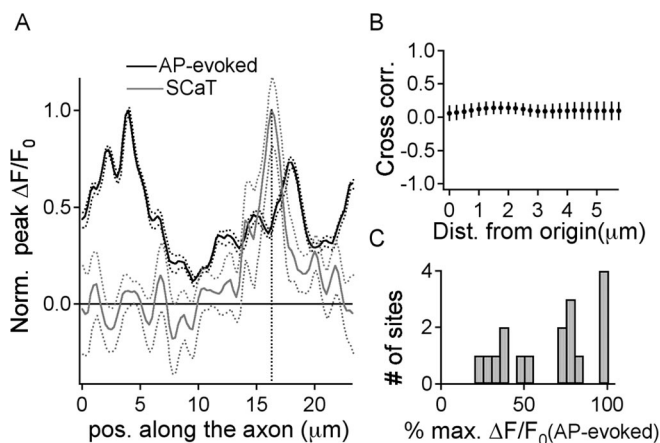 A
AP-evoked
SCaT
Norm. peak ΔF/F0
1.0
0.5
0.0
0 5 10 15 20
pos. along the axon (μm)
B
Cross corr.
1.0
0.5
0.0
-0.5
-1.0
0 1 2 3 4 5
Dist. from origin(μm)
C
# of sites
4
2
0
0 50 100
% max. ΔF/F0(AP-evoked)